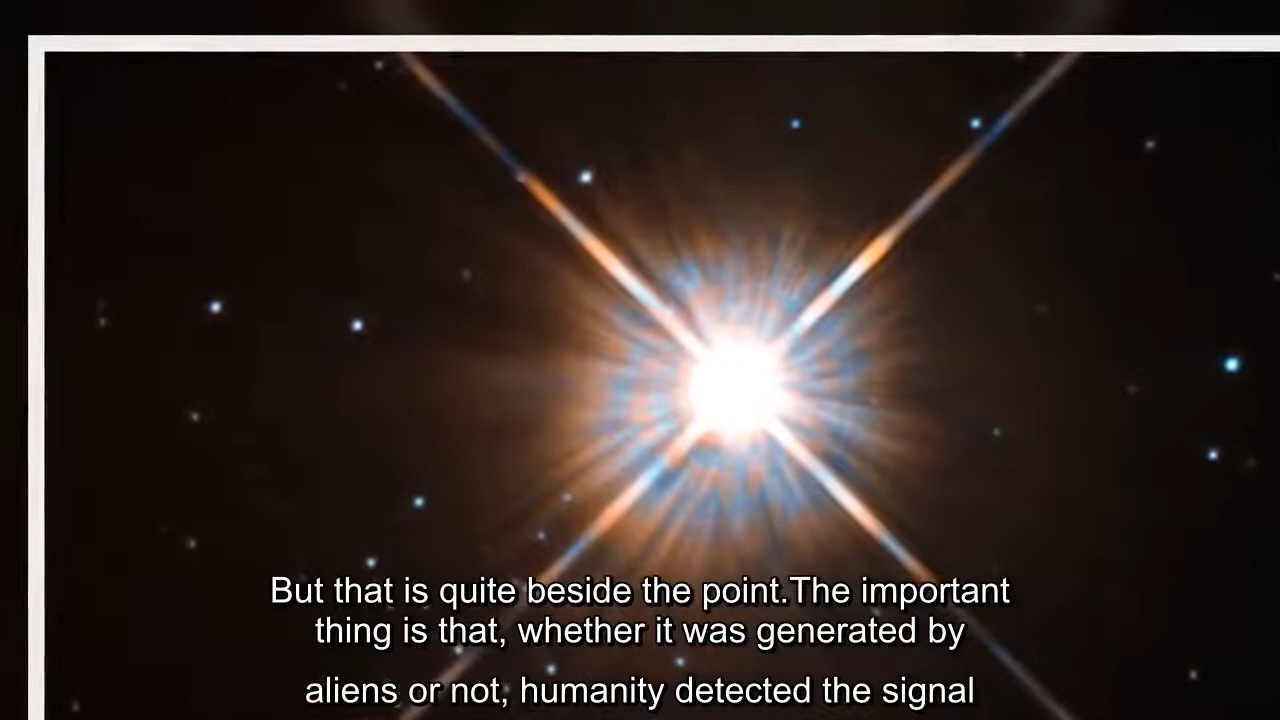 But that is quite beside the point.The important
thing is that, whether it was generated by
aliens or not, humanity detected the signal